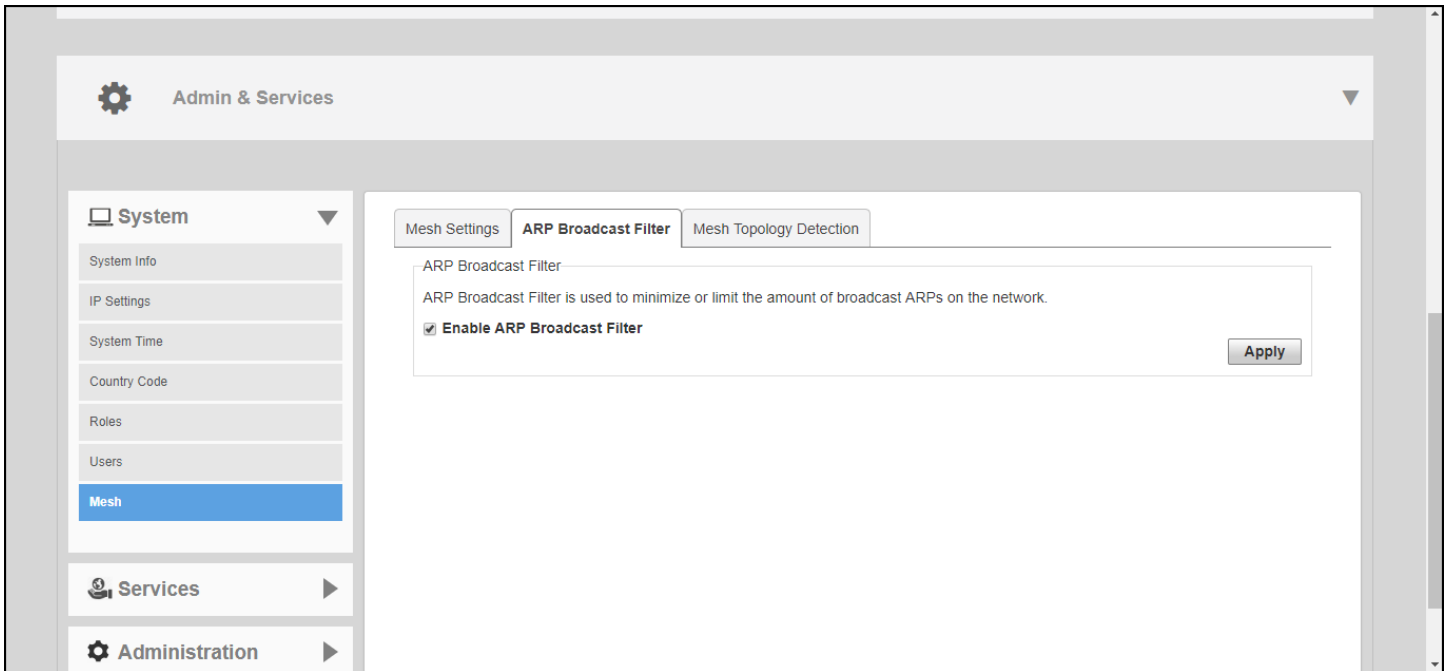 Admin & Services
System
System Info
IP Settings
System Time
Country Code
Roles
Users
Mesh
Services
Administration
Mesh Settings
ARP Broadcast Filter
Mesh Topology Detection
ARP Broadcast Filter
ARP Broadcast Filter is used to minimize or limit the amount of broadcast ARPs on the network.
Enable ARP Broadcast Filter
Apply